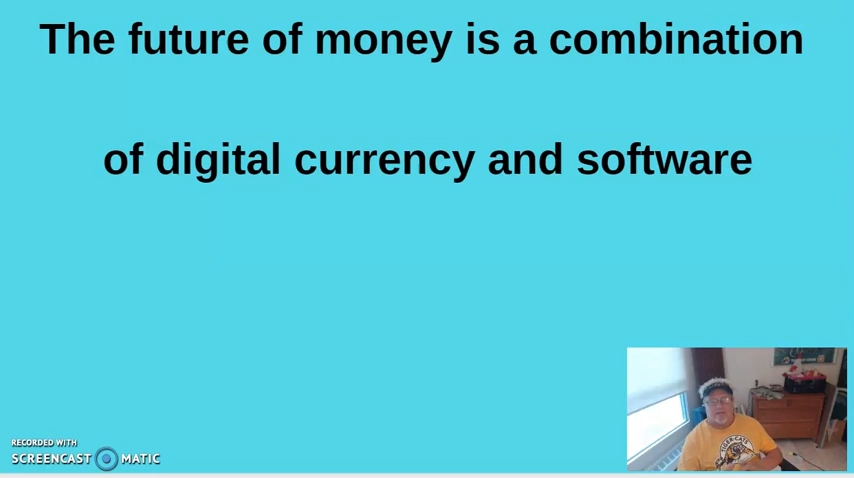 The future of money is a combination
of digital currency and software
RECORDED WITH
SCREENCAST MATIC